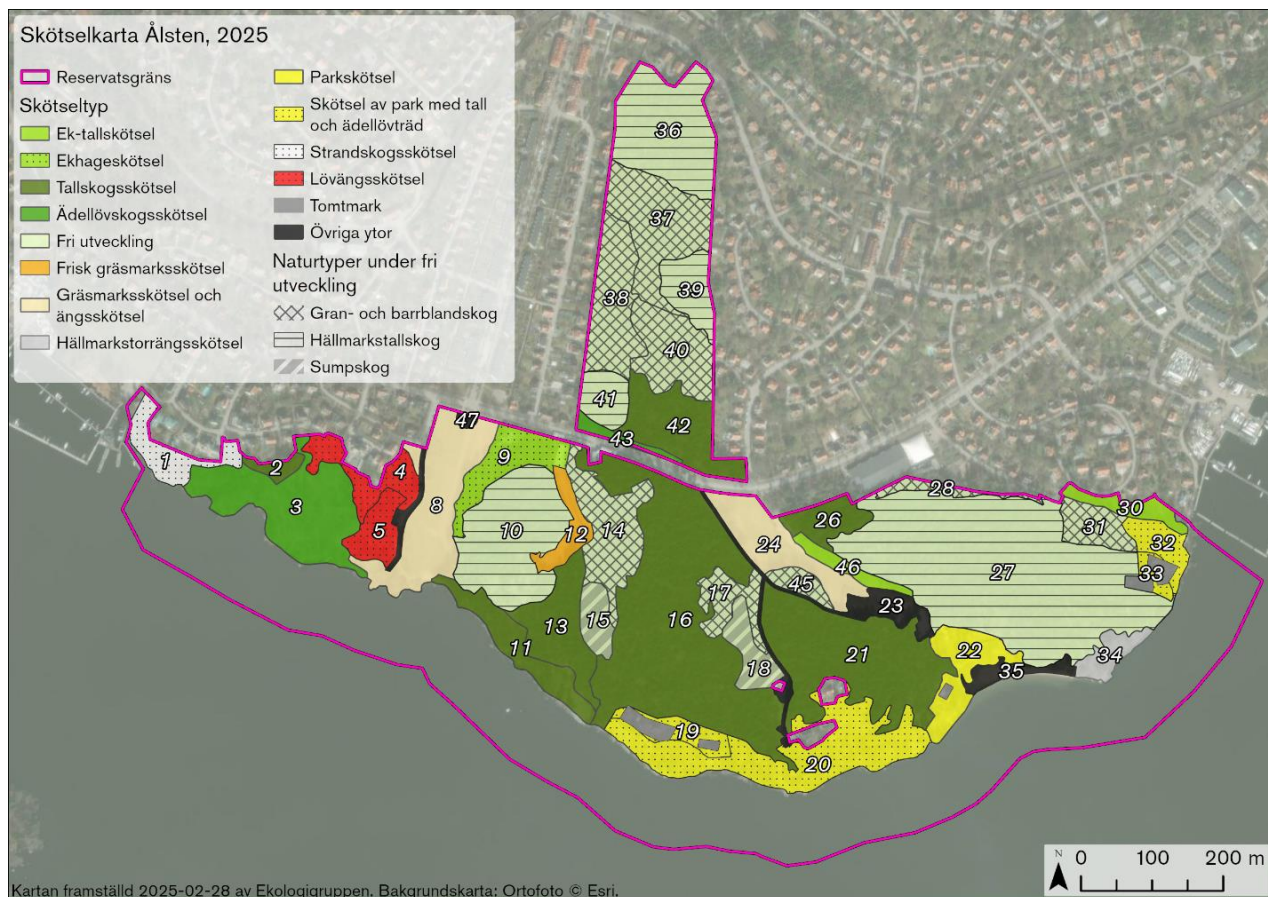 Skötselkarta Ålsten, 2025
Reservatsgräns
Skötseltyp
Ek-tallskötsel
Ekhageskötsel
Tallskogsskötsel
Ädellövskogsskötsel
Fri utveckling
Frisk gräsmarksskötsel
Gräsmarksskötsel och
ängsskötsel
Hällmarkstorrängsskötsel
Parkskötsel
Skötsel av park med tall
och ädellövträd
Strandskogsskötsel
Lövängsskötsel
Tomtmark
Övriga ytor
Naturtyper under fri
utveckling
Gran- och barrblandskog
Hällmarkstallskog
Sumpskog
36
37
38
39
40
41
42
43
47
1
2
3
4
5
8
9
10
12
14
13
11
15
16
17
18
19
20
21
22
23
24
45
46
26
27
28
30
31
32
33
34
35
N
0 100 200 m
Kartan framställd 2025-02-28 av Ekologigruppen. Bakgrundskarta: Ortofoto © Esri.